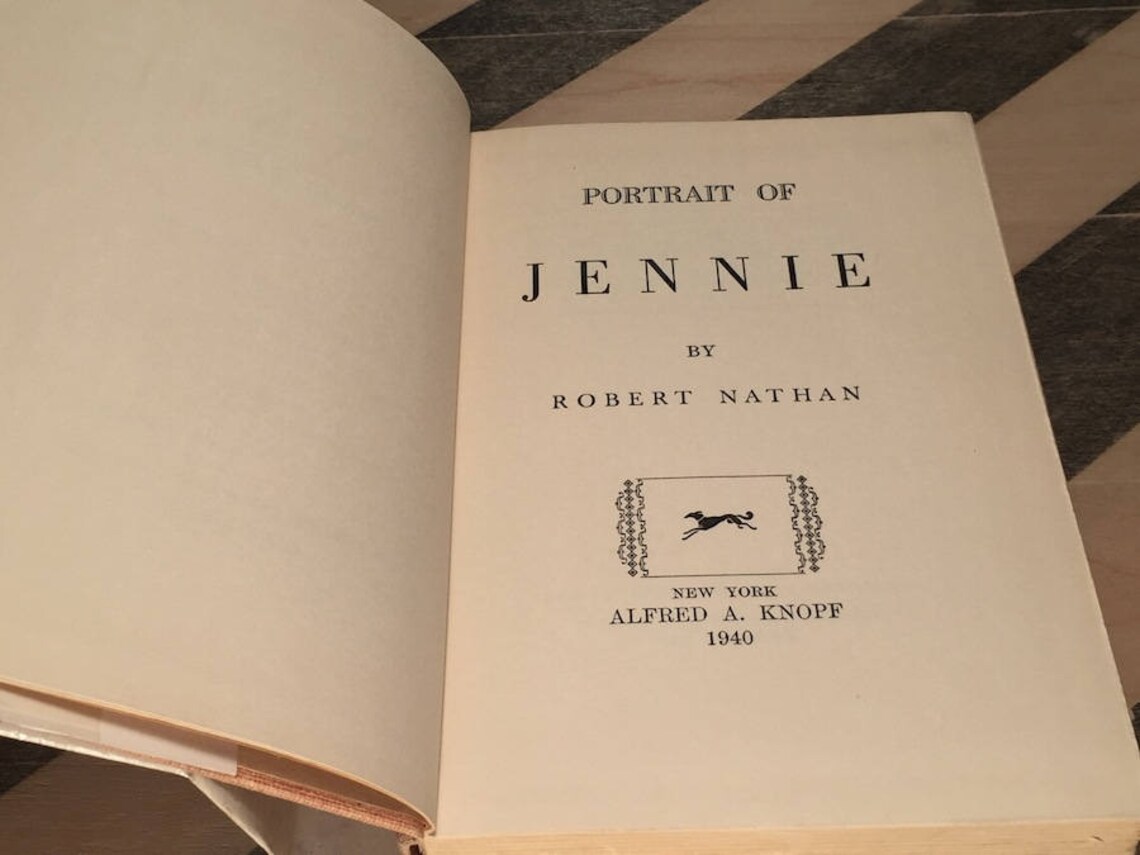 PORTRAIT OF
JENNIE
BY
ROBERT NATHAN
NEW YORK
ALFRED A. KNOPF
1940